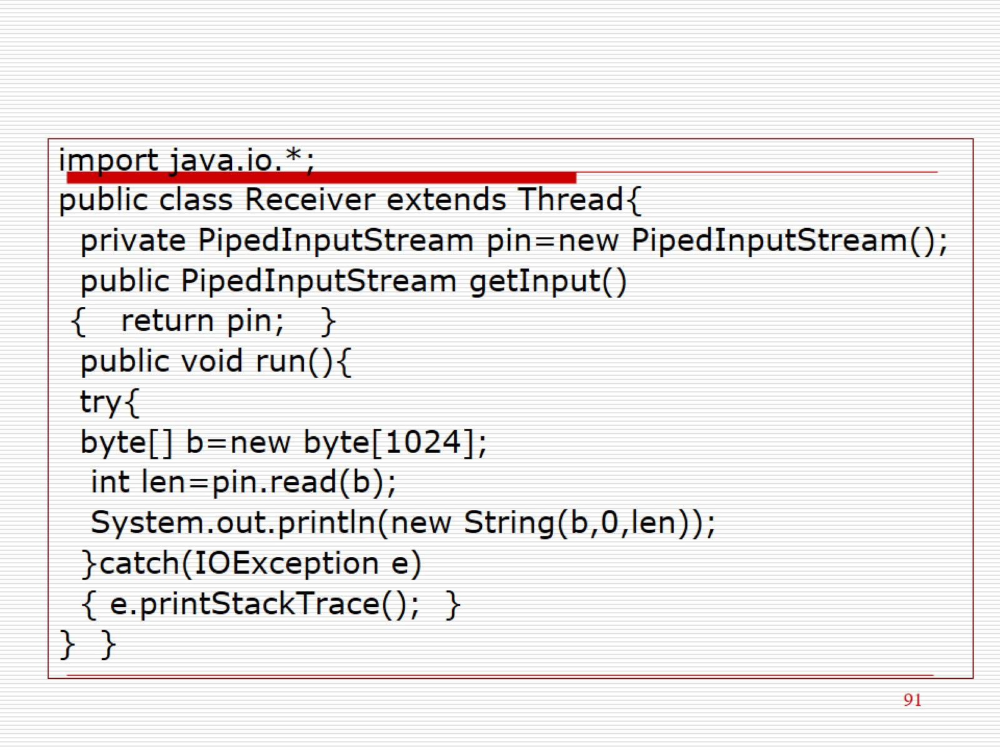 import java.io.*;
public class Receiver extends Thread{
private PipedInputStream pin=new PipedInputStream();
public PipedInputStream getInput()
{ return pin; }
public void run(){
try{
byte[] b=new byte[1024];
int len=pin.read(b);
System.out.println(new String(b,0,len));
}catch(IOException e)
{ e.printStackTrace(); }
} }
91